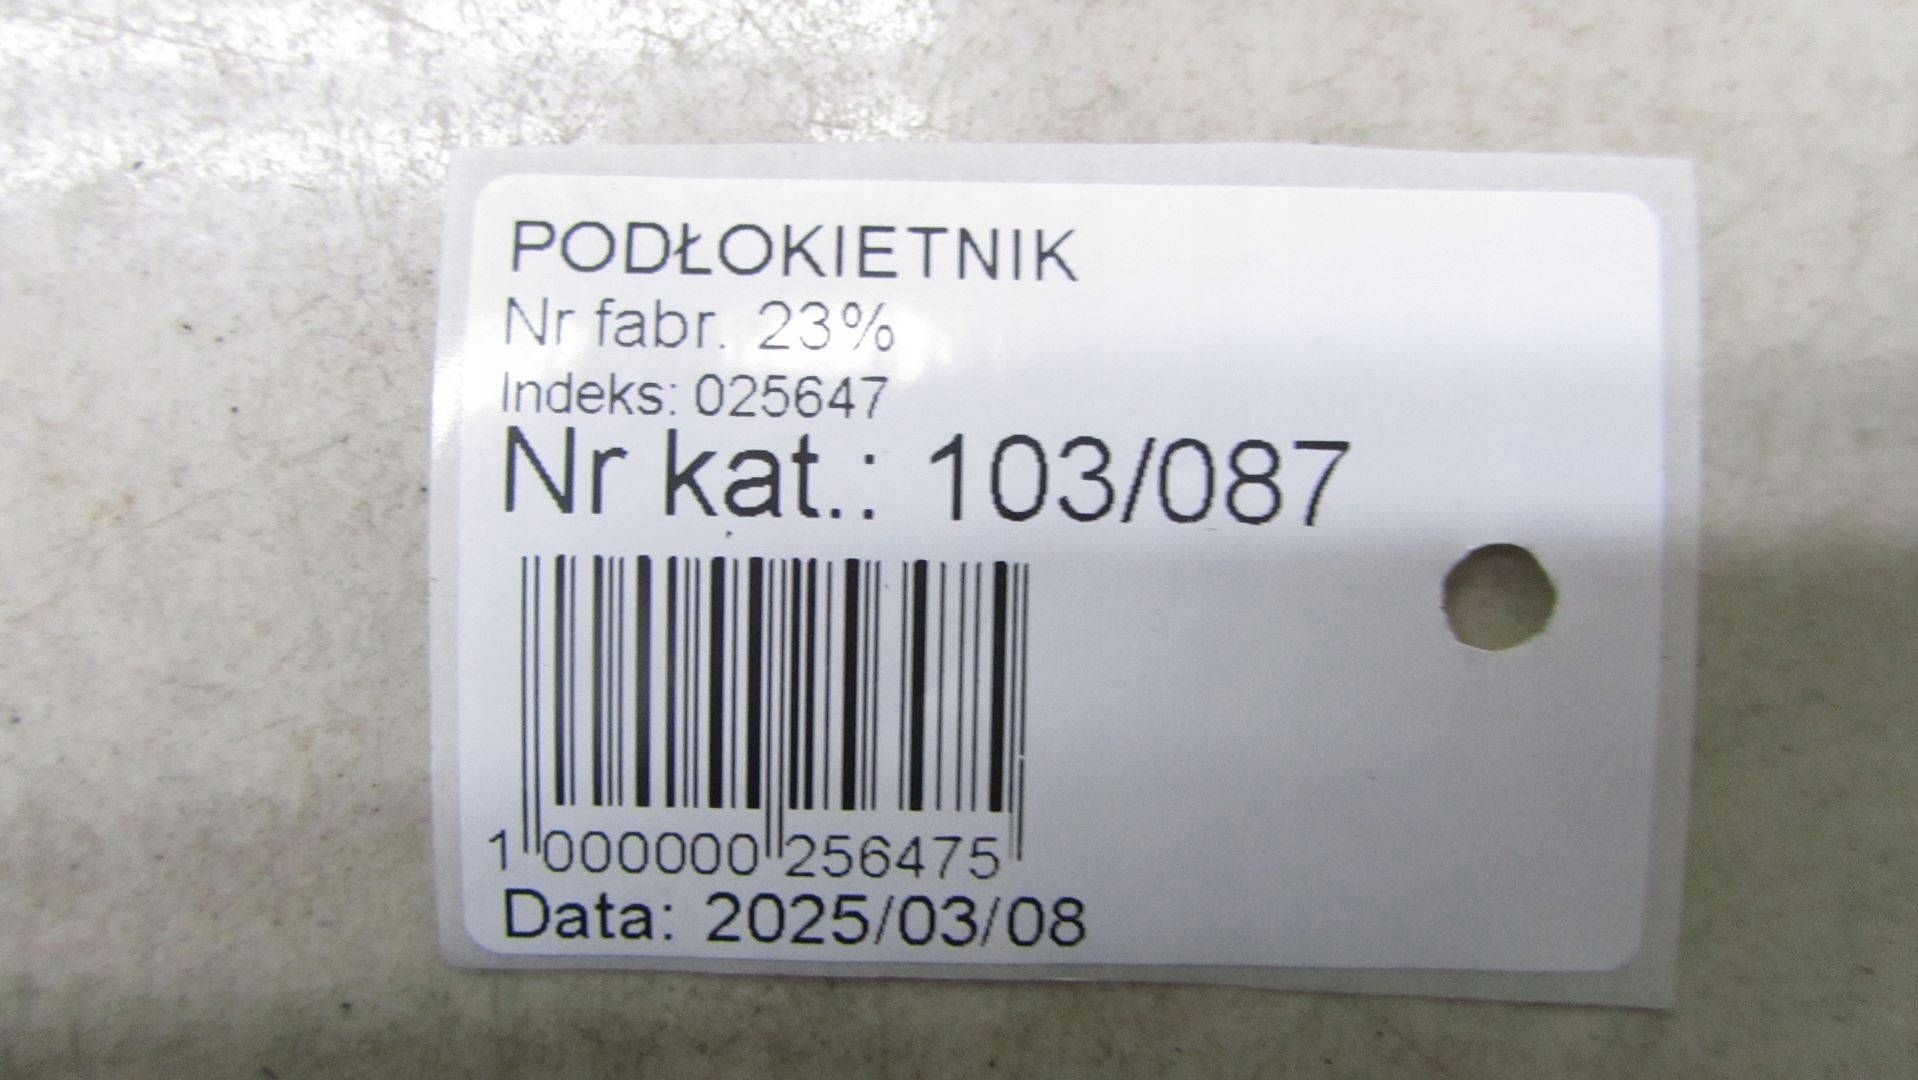 PODŁOKIETNIK
Nr fabr. 23%
Indeks: 025647
Nr kat.: 103/087
1 000000 256475
Data: 2025/03/08